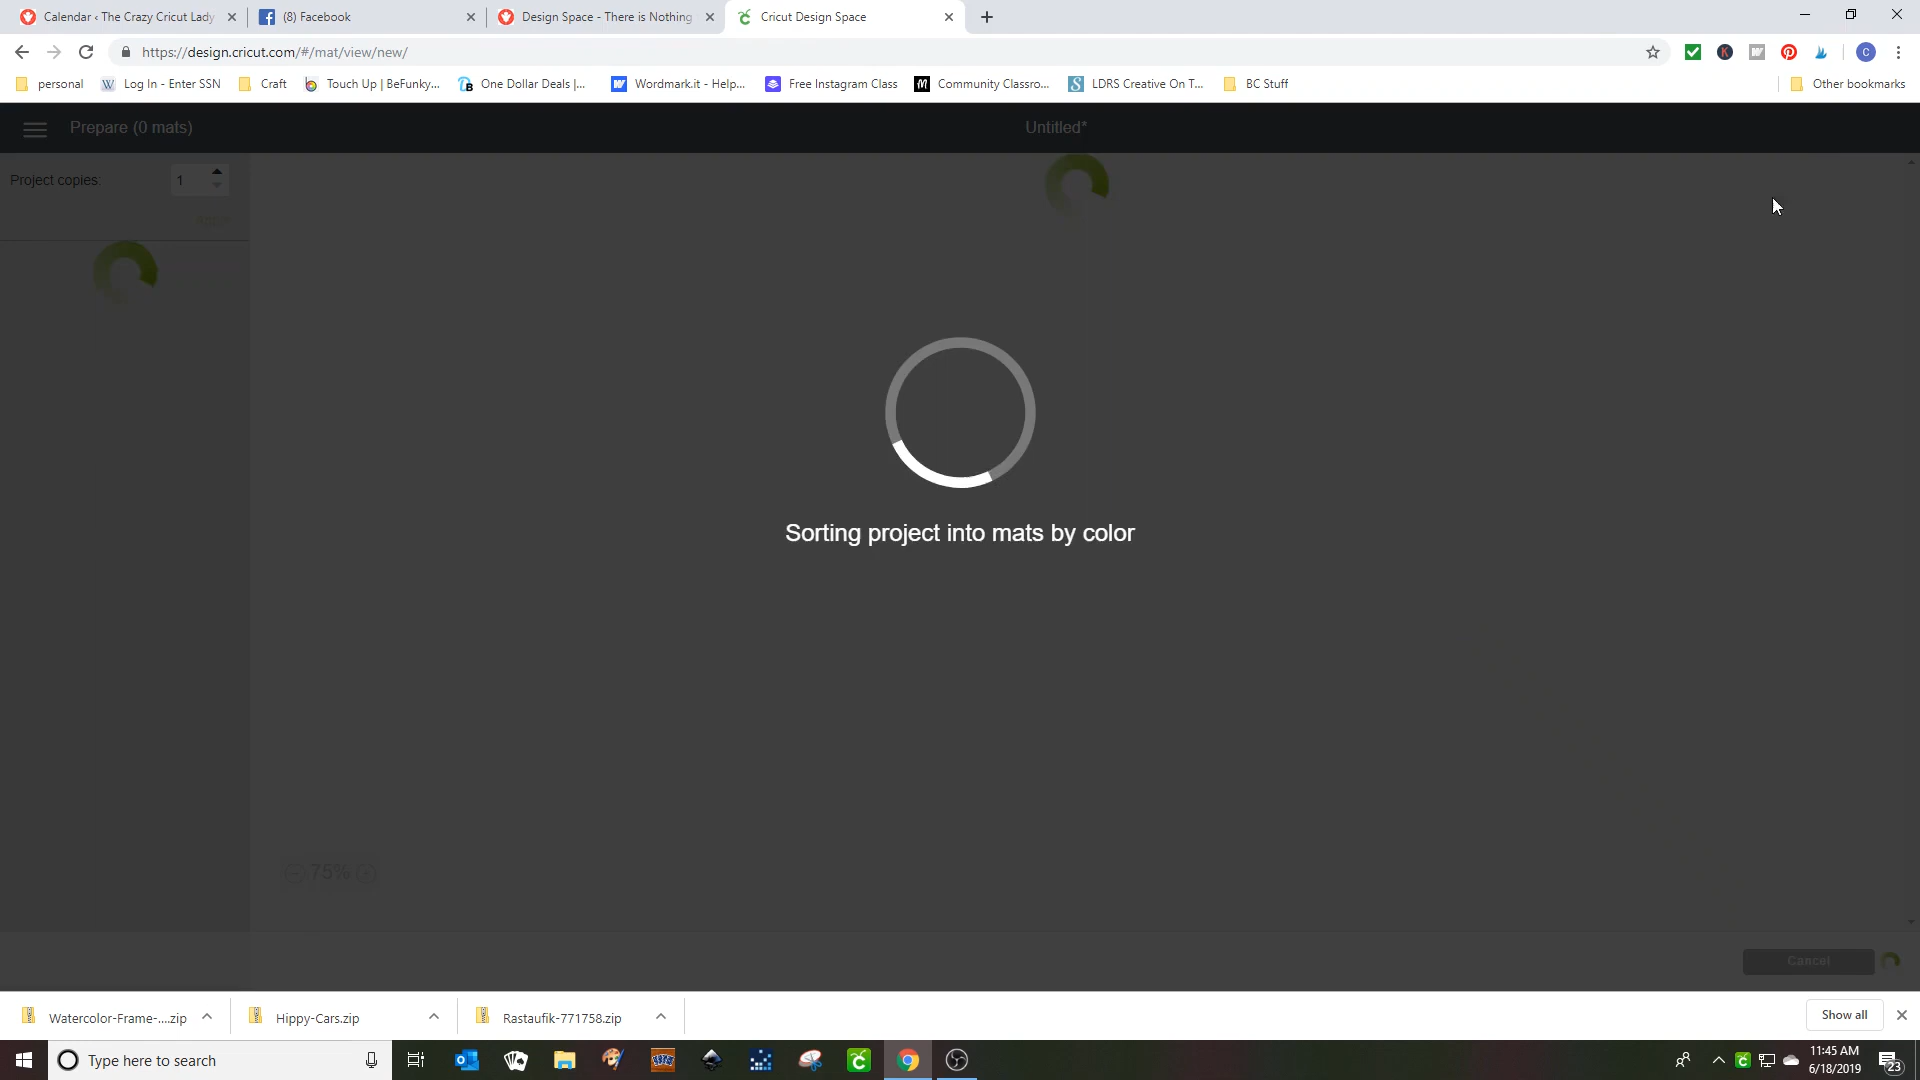 Calendar ‹ The Crazy Cricut Lady
(8) Facebook
Design Space - There is Nothing
Cricut Design Space
https://design.cricut.com/#/mat/view/new/
personal
Log In - Enter SSN
Craft
Touch Up | BeFunky...
One Dollar Deals |...
Wordmark.it - Help...
Free Instagram Class
Community Classro...
LDRS Creative On T...
BC Stuff
Other bookmarks
Prepare (0 mats)
Untitled*
Project copies:
1
Apply
Sorting project into mats by color
75%
Cancel
Watercolor-Frame-....zip
Hippy-Cars.zip
Rastaufik-771758.zip
Show all
Type here to search
11:45 AM
6/18/2019
23